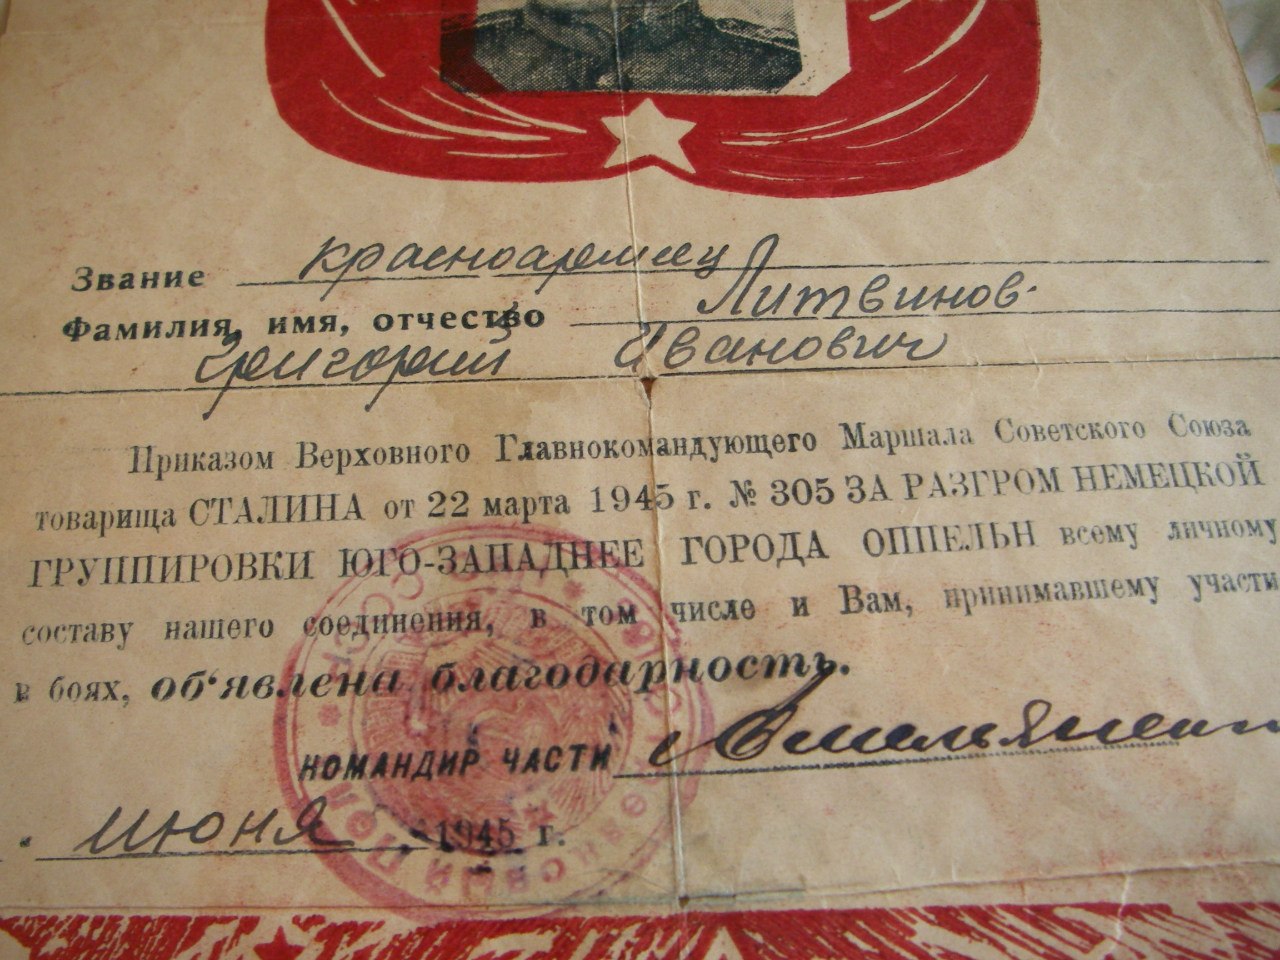 Звание красноармеец
Фамилия, имя, отчество Литвинов
Григорий Иванович
Приказом Верховного Главнокомандующего Маршала Советского Союза
товарища СТАЛИНА от 22 марта 1945 г. № 305 ЗА РАЗГРОМ НЕМЕЦКОЙ
ГРУППИРОВКИ ЮГО-ЗАПАДНЕЕ ГОРОДА ОППЕЛЬН всему личному
составу нашего соединения, в том числе и Вам, принимавшему участи
в боях, об'явлена благодарность.
КОМАНДИР ЧАСТИ
июня 1945 г.